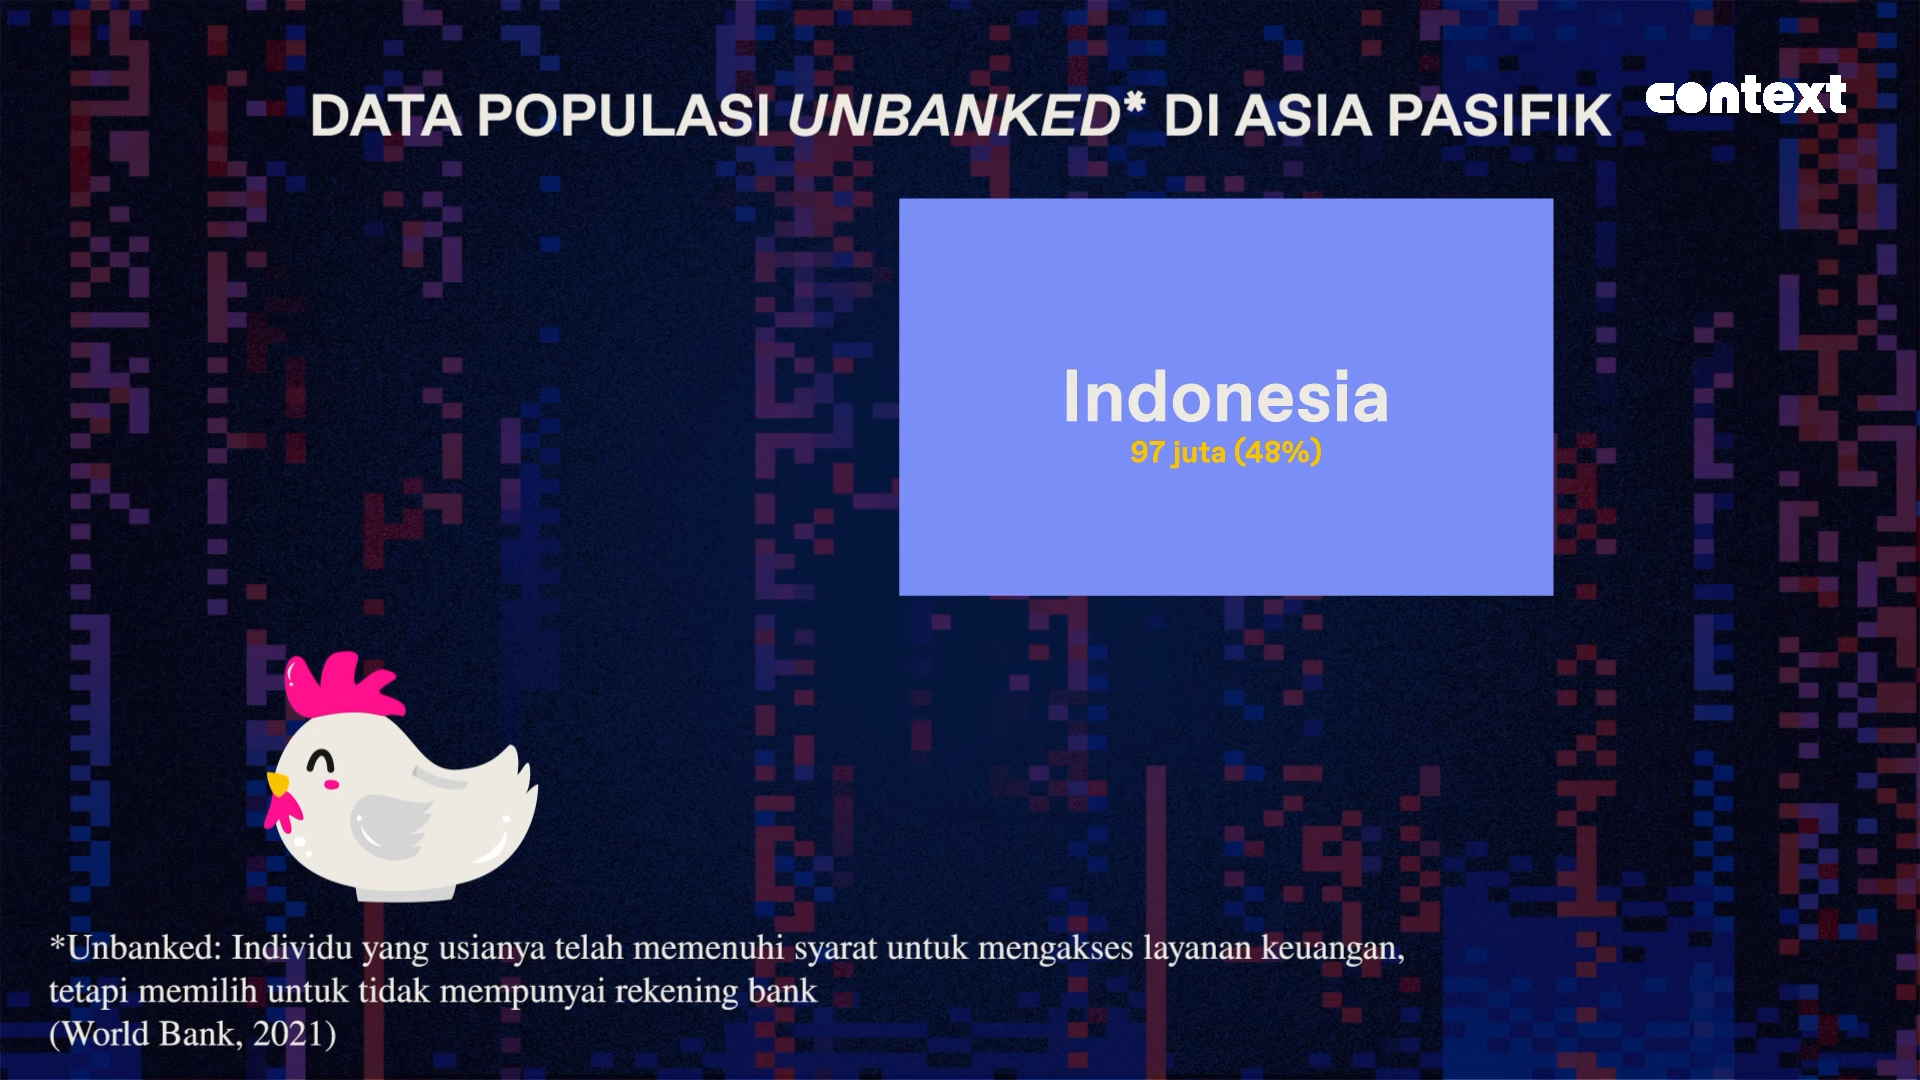 DATA POPULASI UNBANKED* DI ASIA PASIFIK
context
Indonesia
97 juta (48%)
*Unbanked: Individu yang usianya telah memenuhi syarat untuk mengakses layanan keuangan,
tetapi memilih untuk tidak mempunyai rekening bank
(World Bank, 2021)